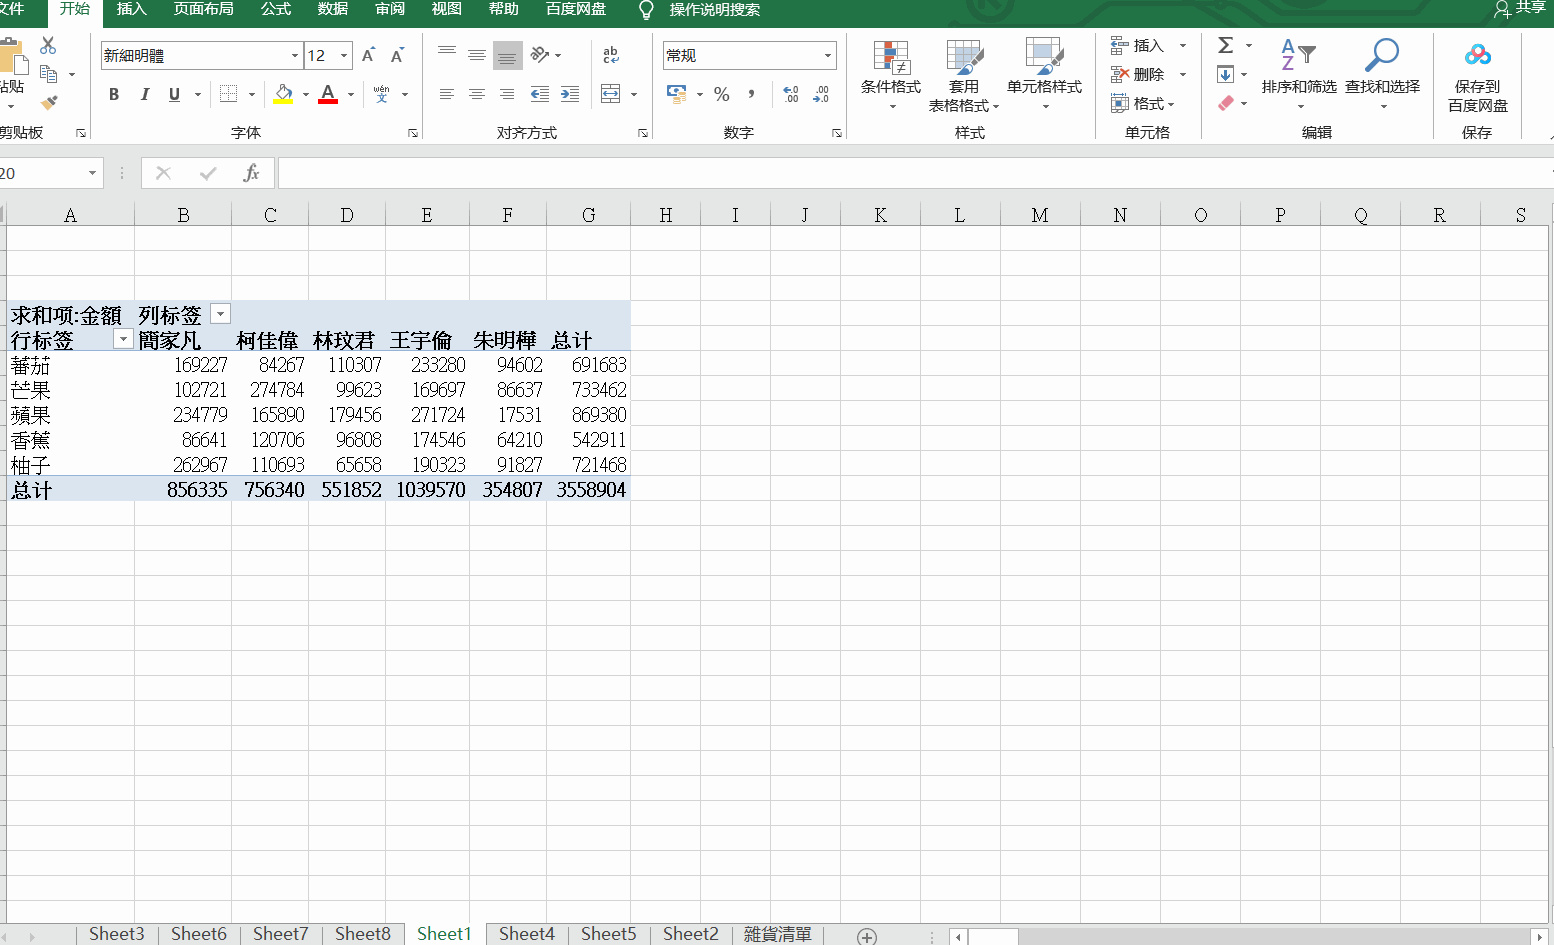 文件 开始 插入 页面布局 公式 数据 审阅 视图 帮助 百度网盘 操作说明搜索 共享
新細明體 12 A A
ab
c
常规
插入
条件格式 套用
表格格式 单元格样式
删除
格式
Σ
A
Z
排序和筛选 查找和选择
保存到
百度网盘
粘贴
B I U A wén
文
% , .0
.00 .00
.0
剪贴板 字体 对齐方式 数字 样式 单元格 编辑 保存
20 fx
A B C D E F G H I J K L M N O P Q R S
求和项:金額 列标签
行标签 簡家凡 柯佳偉 林玟君 王宇倫 朱明樺 总计
蕃茄 169227 84267 110307 233280 94602 691683
芒果 102721 274784 99623 169697 86637 733462
蘋果 234779 165890 179456 271724 17531 869380
香蕉 86641 120706 96808 174546 64210 542911
柚子 262967 110693 65658 190323 91827 721468
总计 856335 756340 551852 1039570 354807 3558904
Sheet3 Sheet6 Sheet7 Sheet8 Sheet1 Sheet4 Sheet5 Sheet2 雜貨清單